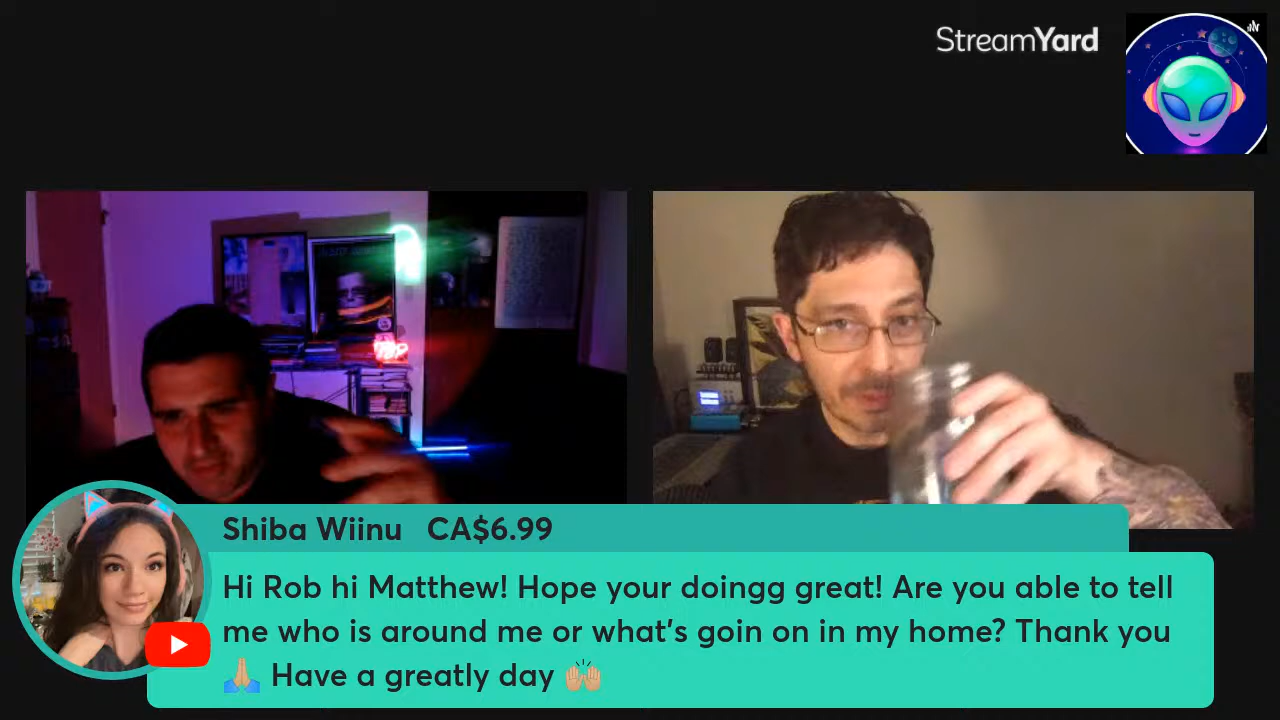 StreamYard
Shiba Wiinu CA$6.99
Hi Rob hi Matthew! Hope your doingg great! Are you able to tell
me who is around me or what's goin on in my home? Thank you
🙏🏼 Have a greatly day 🙌🏼